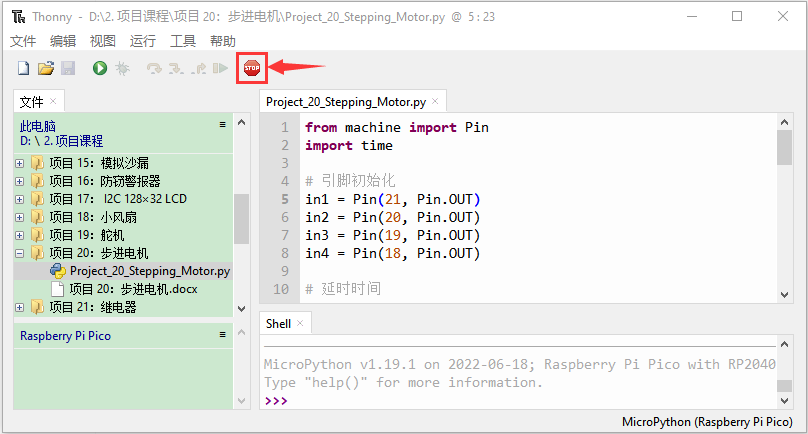 Thonny - D:\2. 项目课程\项目 20：步进电机\Project_20_Stepping_Motor.py @ 5 : 23
文件 编辑 视图 运行 工具 帮助
STOP
文件
此电脑
D: \ 2. 项目课程
项目 15：模拟沙漏
项目 16：防窃警报器
项目 17： I2C 128×32 LCD
项目 18：小风扇
项目 19：舵机
项目 20：步进电机
Project_20_Stepping_Motor.py
项目 20：步进电机.docx
项目 21：继电器
Raspberry Pi Pico
Project_20_Stepping_Motor.py
1 from machine import Pin
2 import time
3
4 # 引脚初始化
5 in1 = Pin(21, Pin.OUT)
6 in2 = Pin(20, Pin.OUT)
7 in3 = Pin(19, Pin.OUT)
8 in4 = Pin(18, Pin.OUT)
9
10 # 延时时间
Shell
MicroPython v1.19.1 on 2022-06-18; Raspberry Pi Pico with RP2040
Type "help()" for more information.
>>>
MicroPython (Raspberry Pi Pico)